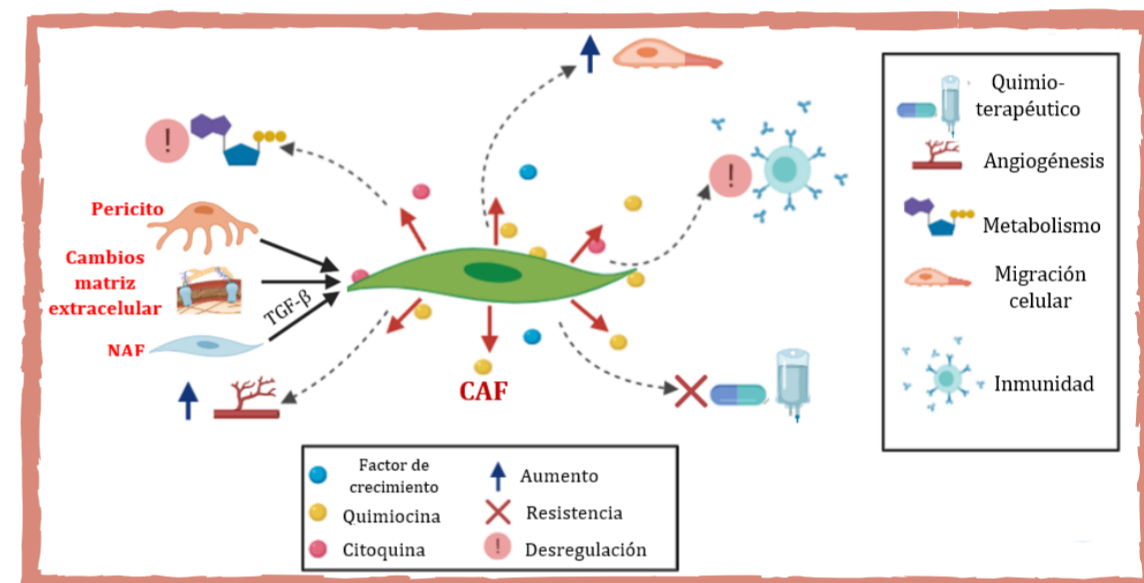 Pericito
Cambios
matriz
extracelular
NAF
TGF-β
CAF
!
!
Quimio-
terapéutico
Angiogénesis
Metabolismo
Migración
celular
Inmunidad
Factor de
crecimiento
Quimiocina
Citoquina
Aumento
Resistencia
!
Desregulación